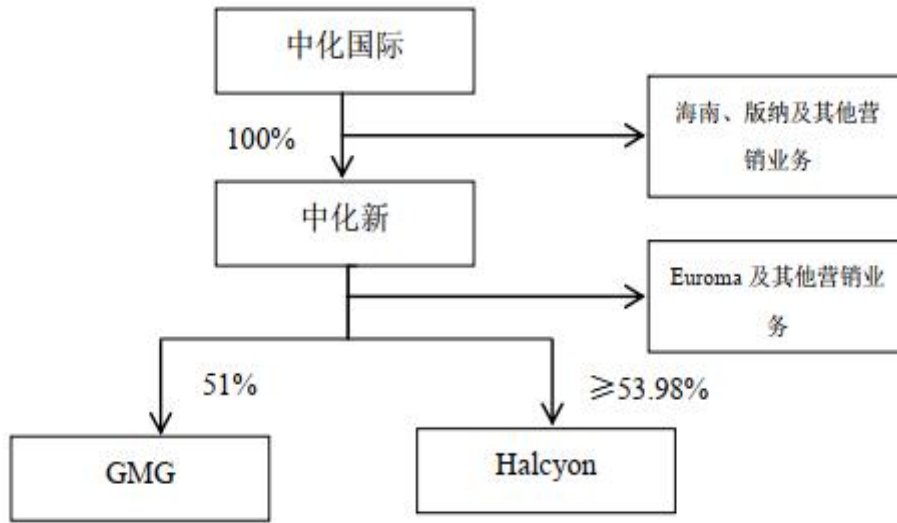 中化国际
海南、版纳及其他营
销业务
100%
中化新
Euroma 及其他营销业
务
51%
≥53.98%
GMG
Halcyon